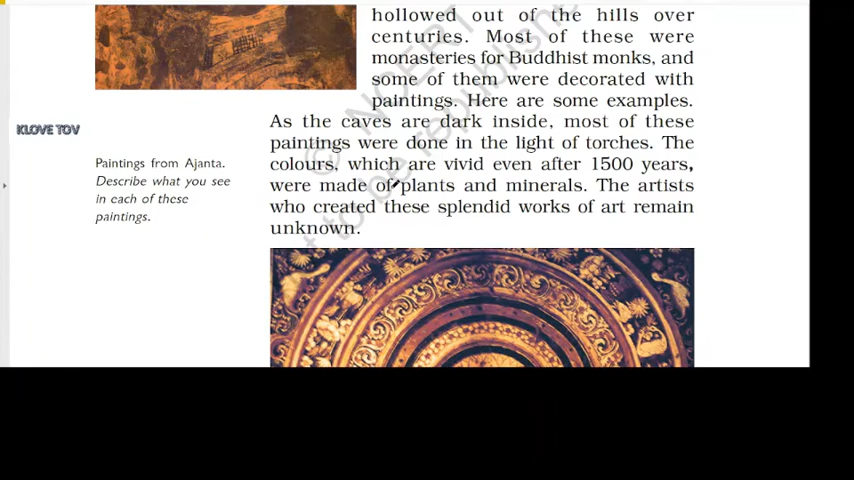 hollowed out of the hills over
centuries. Most of these were
monasteries for Buddhist monks, and
some of them were decorated with
paintings. Here are some examples.
As the caves are dark inside, most of these
paintings were done in the light of torches. The
colours, which are vivid even after 1500 years,
were made of plants and minerals. The artists
who created these splendid works of art remain
unknown.
KLOVE TOV
Paintings from Ajanta.
Describe what you see
in each of these
paintings.
© NCERT
t to be republishe